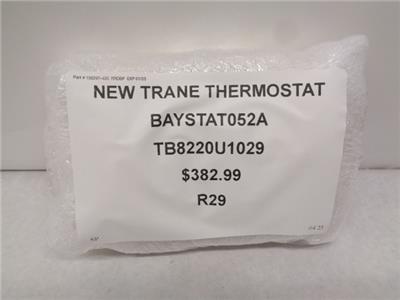 NEW TRANE THERMOSTAT
BAYSTAT052A
TB8220U1029
$382.99
R29